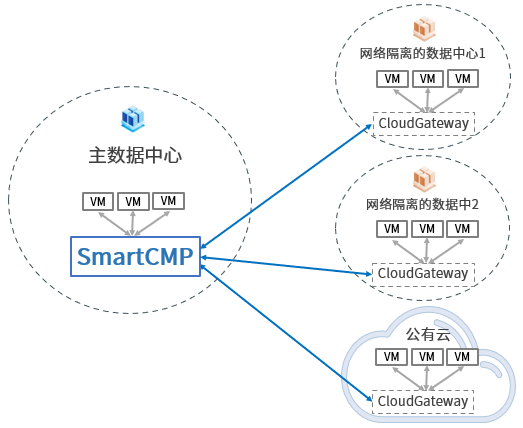 主数据中心
VM VM VM
SmartCMP
网络隔离的数据中心1
VM VM VM
CloudGateway
网络隔离的数据中2
VM VM VM
CloudGateway
公有云
VM VM VM
CloudGateway